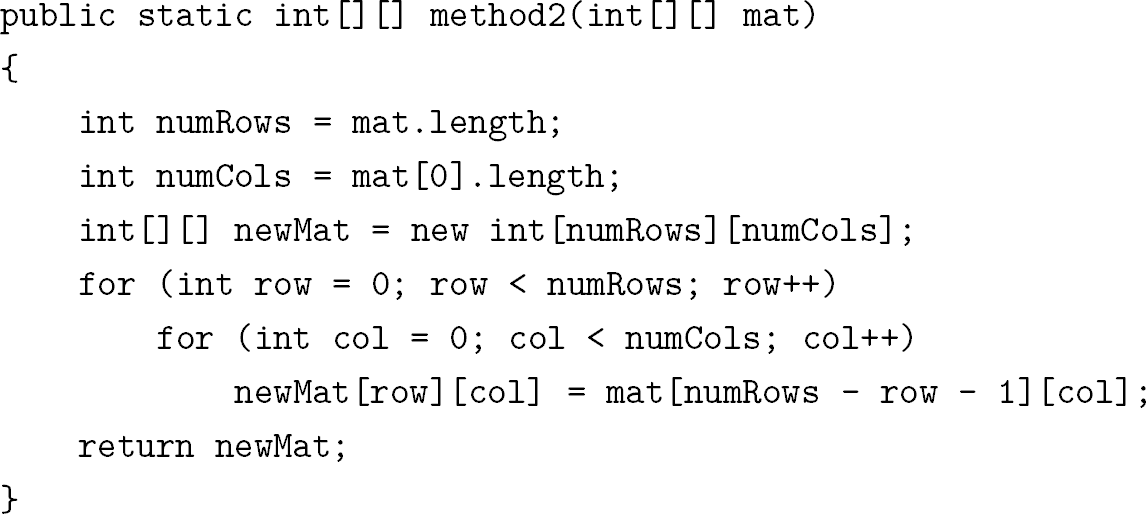 public static int[][] method2(int[][] mat)
{
    int numRows = mat.length;
    int numCols = mat[0].length;
    int[][] newMat = new int[numRows][numCols];
    for (int row = 0; row < numRows; row++)
        for (int col = 0; col < numCols; col++)
            newMat[row][col] = mat[numRows - row - 1][col];
    return newMat;
}